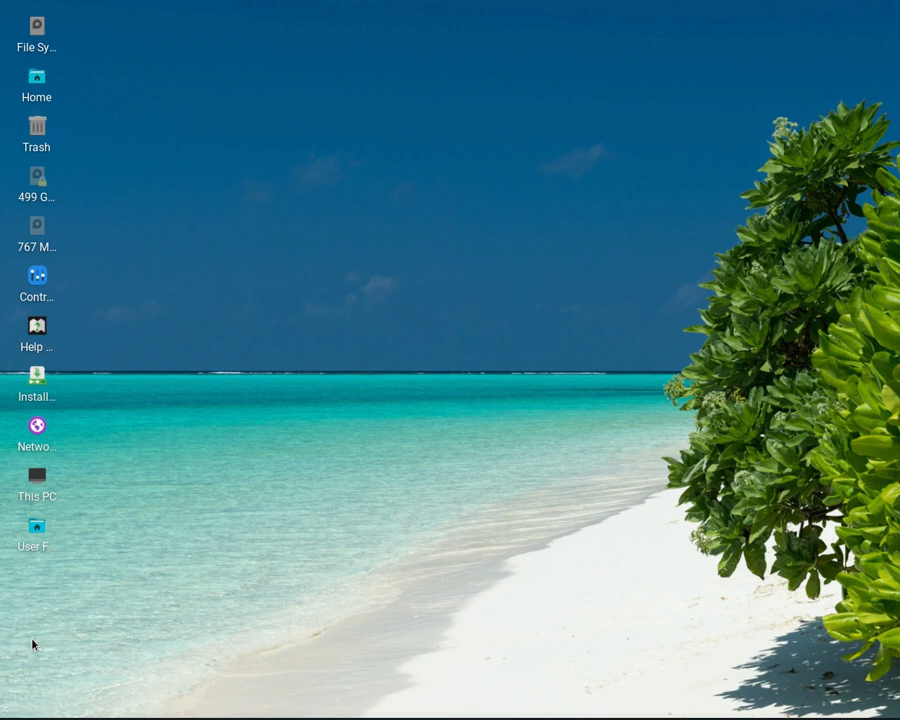 File Sy...
Home
Trash
499 G...
767 M...
Contr...
Help ...
Install...
Netwo...
This PC
User F